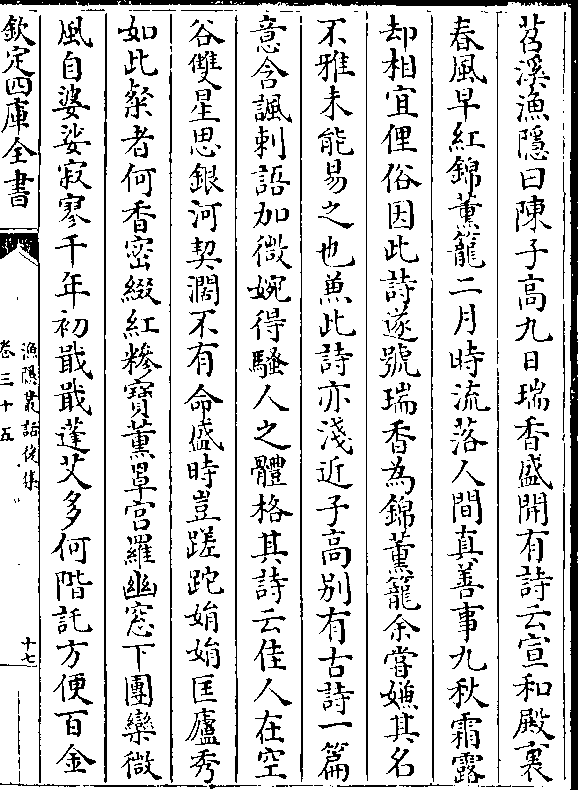 苕溪漁隱曰陳子高九日瑞香盛開有詩云宣和殿裏
春風早紅錦薰籠二月時流落人間真善事九秋霜露
却相宜俚俗因此詩遂號瑞香為錦薰籠余嘗嫌其名
不雅未能易之也兼此詩亦淺近子高别有古詩一篇
意含諷刺語加微婉得騷人之體格其詩云佳人在空
谷雙星思銀河契濶不有命盛時豈蹉跎娟娟匡廬秀
如此粲者何香密綴紅糝寳薰罩宫羅幽窓下團欒微
風自婆娑寂寥千年初戢戢蓬艾多何階託方便百金
欽定四庫全書
漁隱叢話後集
卷三十五
十七